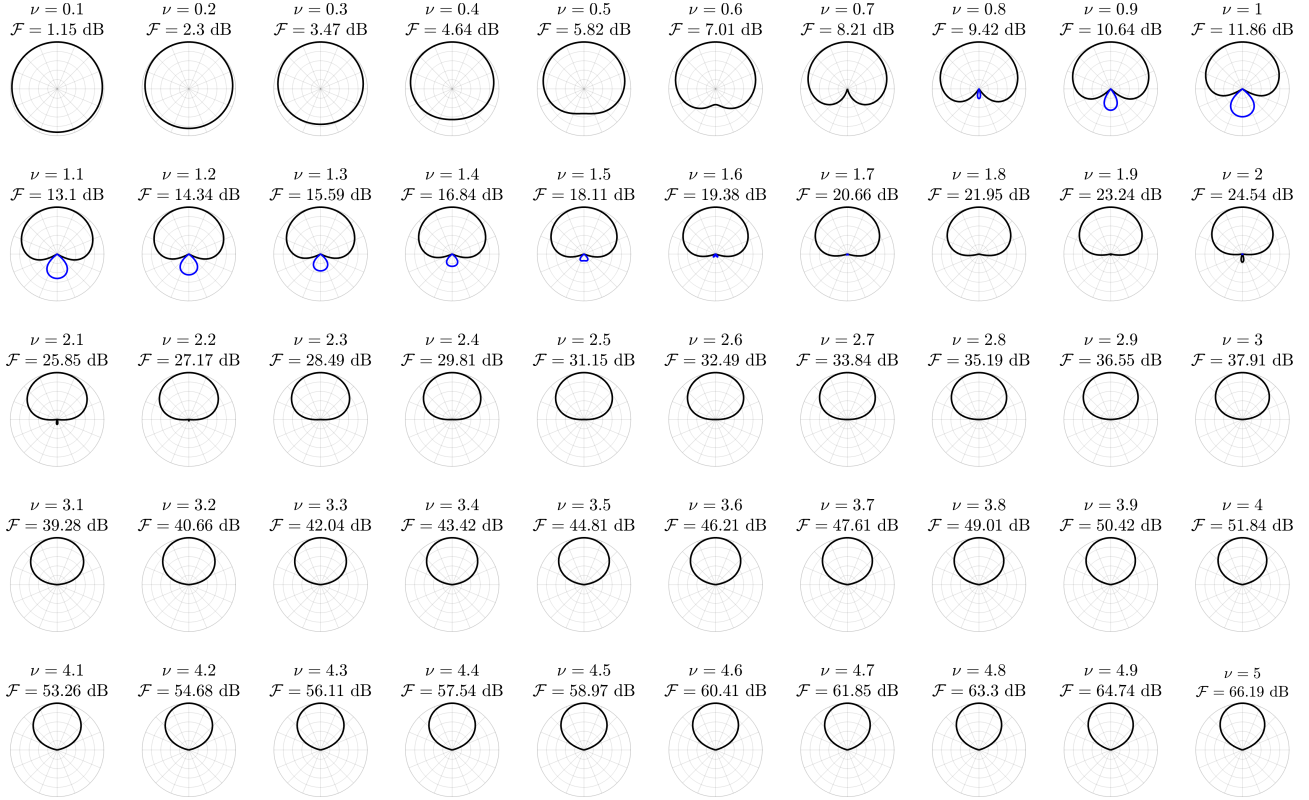 ν = 0.1 ν = 0.2 ν = 0.3 ν = 0.4 ν = 0.5 ν = 0.6 ν = 0.7 ν = 0.8 ν = 0.9 ν = 1
ℱ = 1.15 dB ℱ = 2.3 dB ℱ = 3.47 dB ℱ = 4.64 dB ℱ = 5.82 dB ℱ = 7.01 dB ℱ = 8.21 dB ℱ = 9.42 dB ℱ = 10.64 dB ℱ = 11.86 dB
ν = 1.1 ν = 1.2 ν = 1.3 ν = 1.4 ν = 1.5 ν = 1.6 ν = 1.7 ν = 1.8 ν = 1.9 ν = 2
ℱ = 13.1 dB ℱ = 14.34 dB ℱ = 15.59 dB ℱ = 16.84 dB ℱ = 18.11 dB ℱ = 19.38 dB ℱ = 20.66 dB ℱ = 21.95 dB ℱ = 23.24 dB ℱ = 24.54 dB
ν = 2.1 ν = 2.2 ν = 2.3 ν = 2.4 ν = 2.5 ν = 2.6 ν = 2.7 ν = 2.8 ν = 2.9 ν = 3
ℱ = 25.85 dB ℱ = 27.17 dB ℱ = 28.49 dB ℱ = 29.81 dB ℱ = 31.15 dB ℱ = 32.49 dB ℱ = 33.84 dB ℱ = 35.19 dB ℱ = 36.55 dB ℱ = 37.91 dB
ν = 3.1 ν = 3.2 ν = 3.3 ν = 3.4 ν = 3.5 ν = 3.6 ν = 3.7 ν = 3.8 ν = 3.9 ν = 4
ℱ = 39.28 dB ℱ = 40.66 dB ℱ = 42.04 dB ℱ = 43.42 dB ℱ = 44.81 dB ℱ = 46.21 dB ℱ = 47.61 dB ℱ = 49.01 dB ℱ = 50.42 dB ℱ = 51.84 dB
ν = 4.1 ν = 4.2 ν = 4.3 ν = 4.4 ν = 4.5 ν = 4.6 ν = 4.7 ν = 4.8 ν = 4.9 ν = 5
ℱ = 53.26 dB ℱ = 54.68 dB ℱ = 56.11 dB ℱ = 57.54 dB ℱ = 58.97 dB ℱ = 60.41 dB ℱ = 61.85 dB ℱ = 63.3 dB ℱ = 64.74 dB ℱ = 66.19 dB